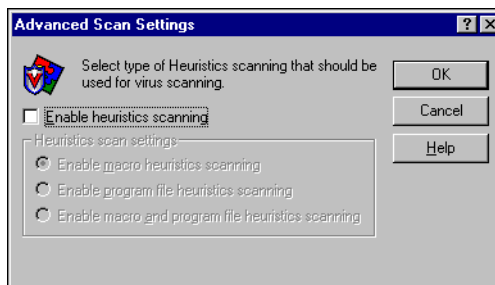 Advanced Scan Settings
Select type of Heuristics scanning that should be
used for virus scanning.
Enable heuristics scanning
Heuristics scan settings
Enable macro heuristics scanning
Enable program file heuristics scanning
Enable macro and program file heuristics scanning
OK
Cancel
Help